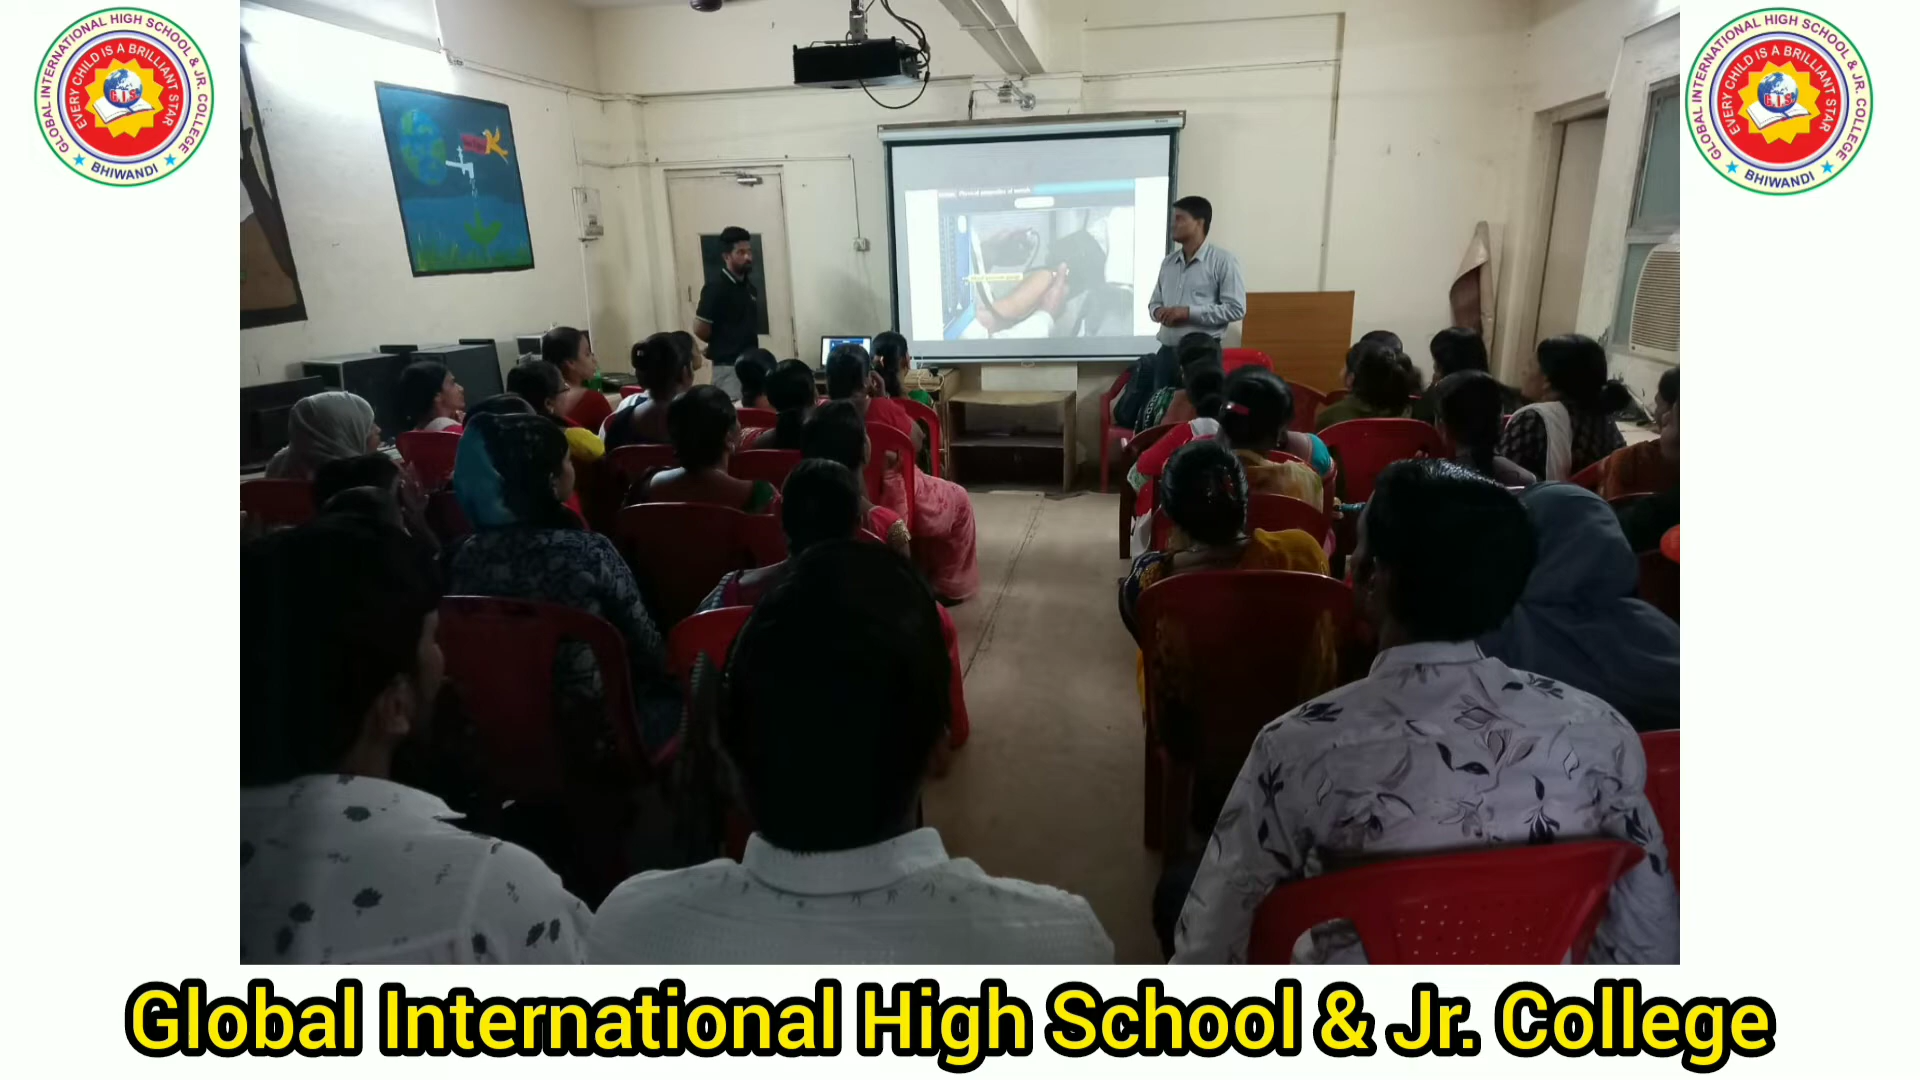 GLOBAL INTERNATIONAL HIGH SCHOOL & JR. COLLEGE
EVERY CHILD IS A BRILLIANT STAR
G.I.S
BHIWANDI
GLOBAL INTERNATIONAL HIGH SCHOOL & JR. COLLEGE
EVERY CHILD IS A BRILLIANT STAR
G.I.S
BHIWANDI
Global International High School & Jr. College